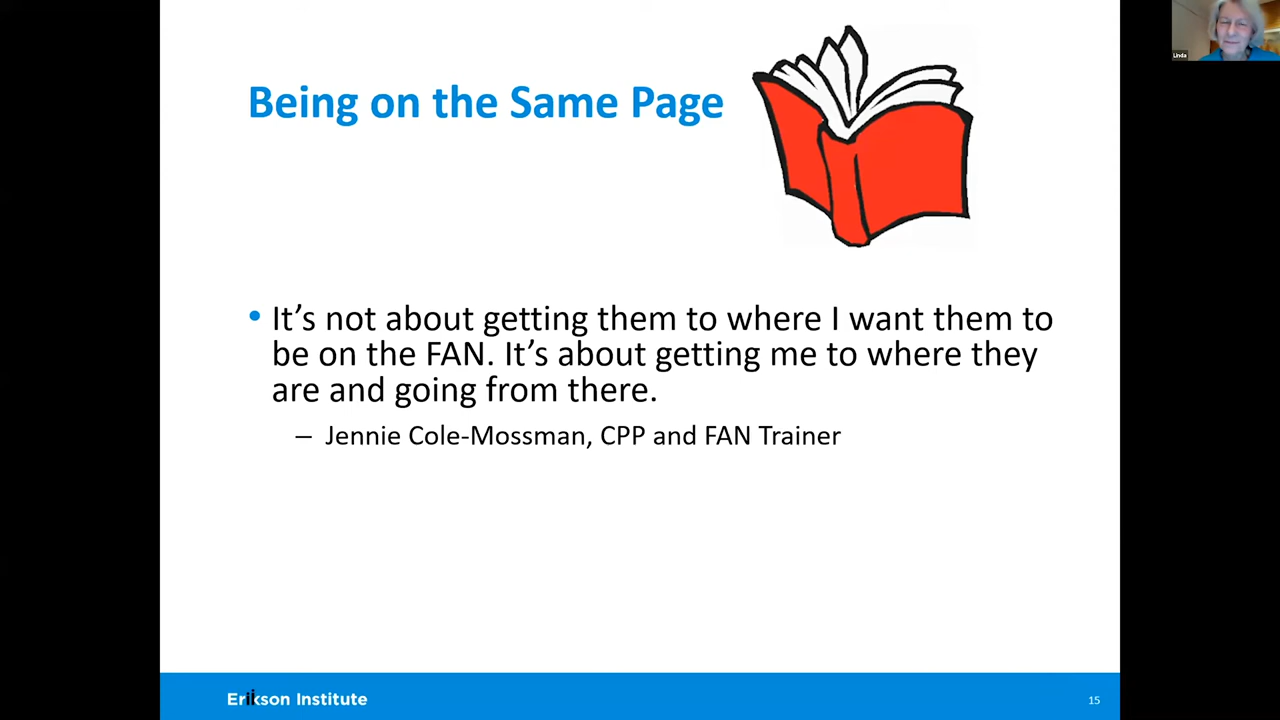 Linda
Being on the Same Page
• It’s not about getting them to where I want them to
be on the FAN. It’s about getting me to where they
are and going from there.
– Jennie Cole-Mossman, CPP and FAN Trainer
Erikson Institute
15